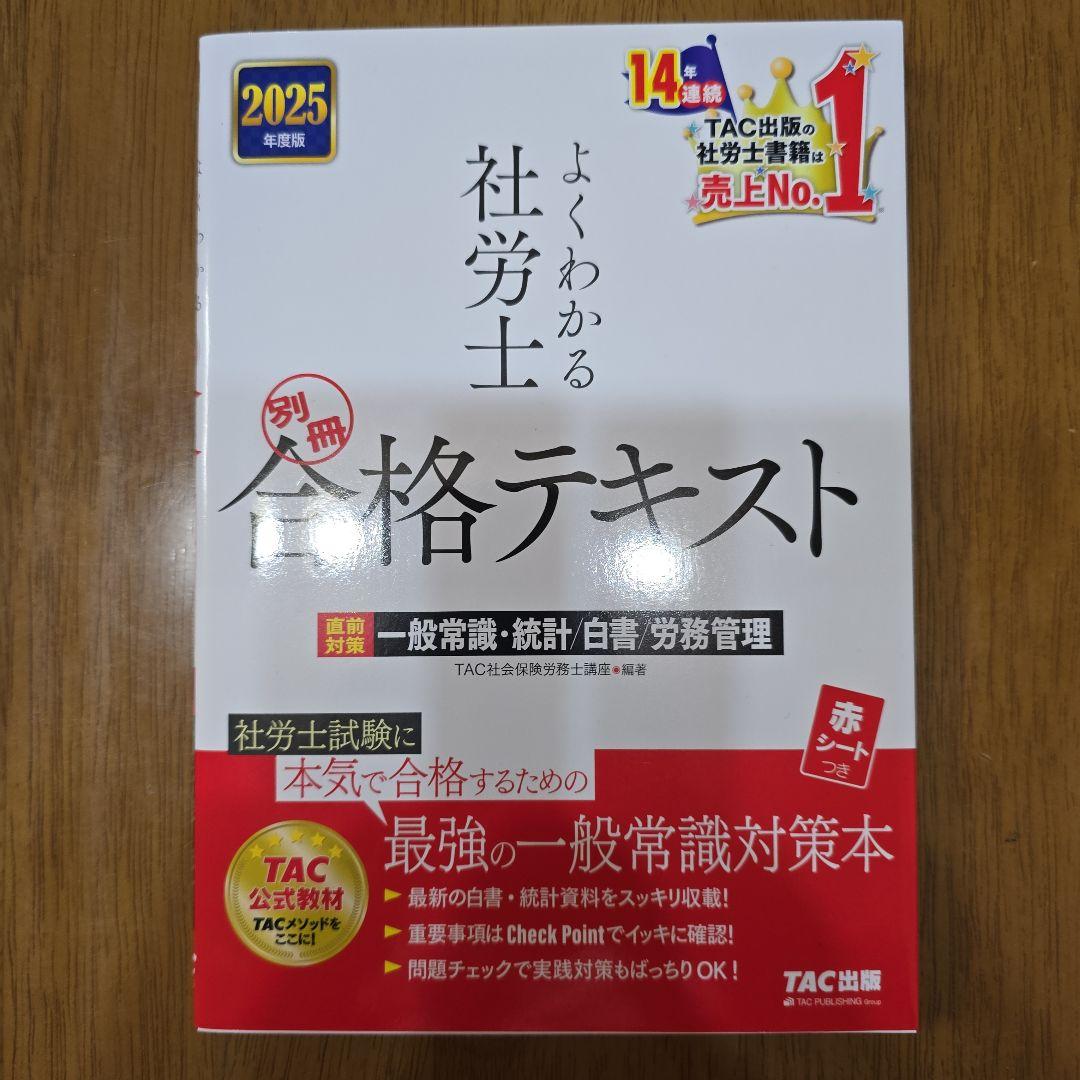 2025
年度版
14年連続
TAC出版の
社労士書籍は
売上No.1
よくわかる
社労士
別冊
合格テキスト
直前対策 一般常識・統計/白書/労務管理
TAC社会保険労務士講座◉編著
赤
シート
つき
社労士試験に
本気で合格するための
最強の一般常識対策本
TAC
公式教材
TACメソッドを
ここに!
▶最新の白書・統計資料をスッキリ収載!
▶重要事項はCheck Pointでイッキに確認!
▶問題チェックで実践対策もばっちりOK!
TAC出版
TAC PUBLISHING Group